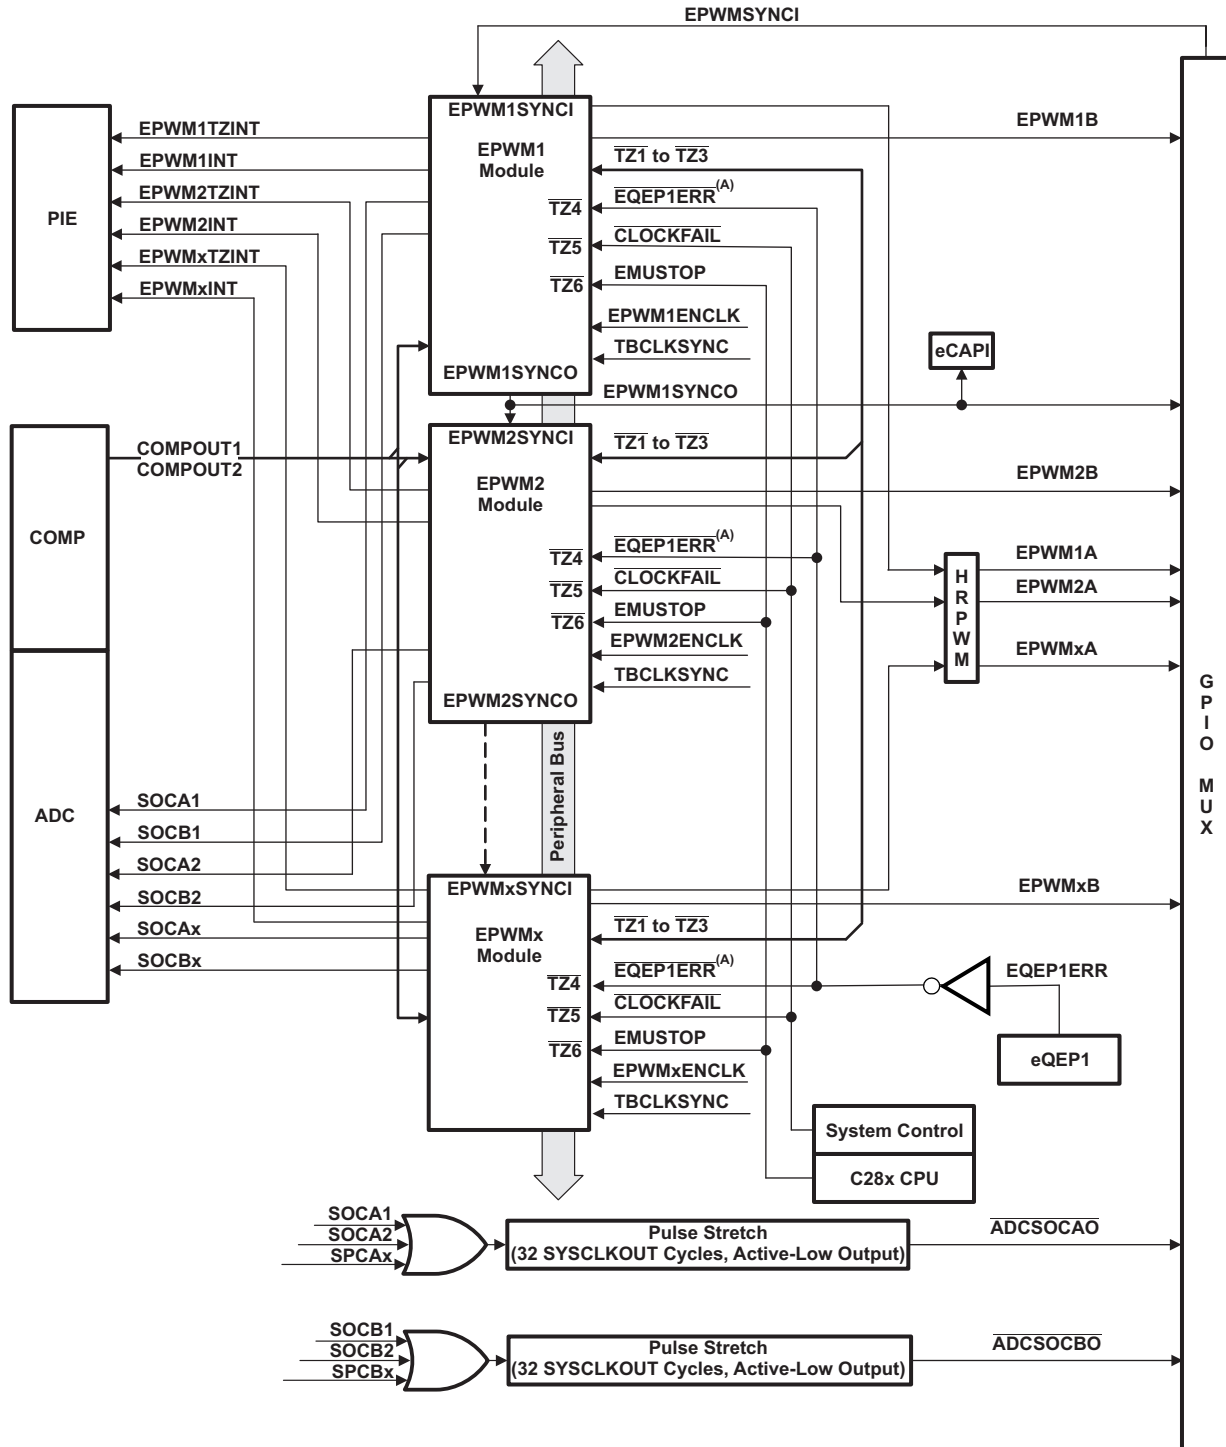 EPWMSYNCI
EPWM1SYNCI
EPWM1
Module
TZ4
TZ5
TZ6
EPWM1SYNCO
EPWM1TZINT
EPWM1INT
EPWM2TZINT
EPWM2INT
EPWMxTZINT
EPWMxINT
PIE
EPWM1B
TZ1 to TZ3
EQEP1ERR(A)
CLOCKFAIL
EMUSTOP
EPWM1ENCLK
TBCLKSYNC
eCAPI
EPWM1SYNCO
COMPOUT1
COMPOUT2
COMP
EPWM2SYNCI
EPWM2
Module
TZ4
TZ5
TZ6
EPWM2SYNCO
TZ1 to TZ3
EPWM2B
EQEP1ERR(A)
CLOCKFAIL
EMUSTOP
EPWM2ENCLK
TBCLKSYNC
HRPWM
EPWM1A
EPWM2A
EPWMxA
GPIO MUX
Peripheral Bus
ADC
SOCA1
SOCB1
SOCA2
SOCB2
SOCAx
SOCBx
EPWMxSYNCI
EPWMx
Module
TZ4
TZ5
TZ6
EPWMxB
TZ1 to TZ3
EQEP1ERR(A)
CLOCKFAIL
EMUSTOP
EPWMxENCLK
TBCLKSYNC
EQEP1ERR
eQEP1
System Control
C28x CPU
SOCA1
SOCA2
SPCAx
Pulse Stretch
(32 SYSCLKOUT Cycles, Active-Low Output)
ADCSOCAO
SOCB1
SOCB2
SPCBx
Pulse Stretch
(32 SYSCLKOUT Cycles, Active-Low Output)
ADCSOCBO